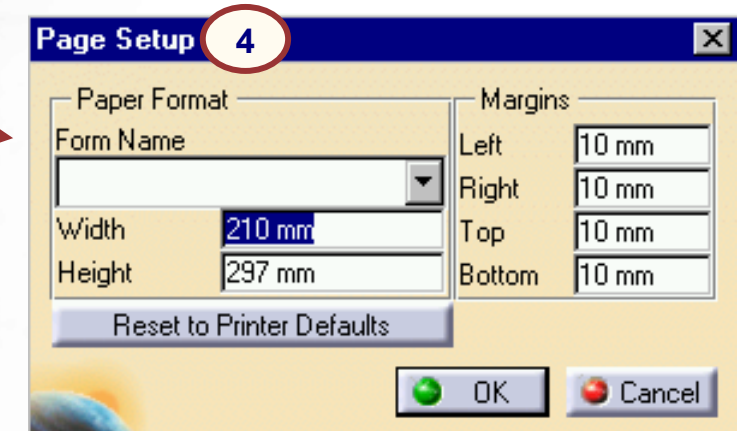 Page Setup 4
Paper Format
Form Name
Width 210 mm
Height 297 mm
Reset to Printer Defaults
Margins
Left 10 mm
Right 10 mm
Top 10 mm
Bottom 10 mm
OK Cancel